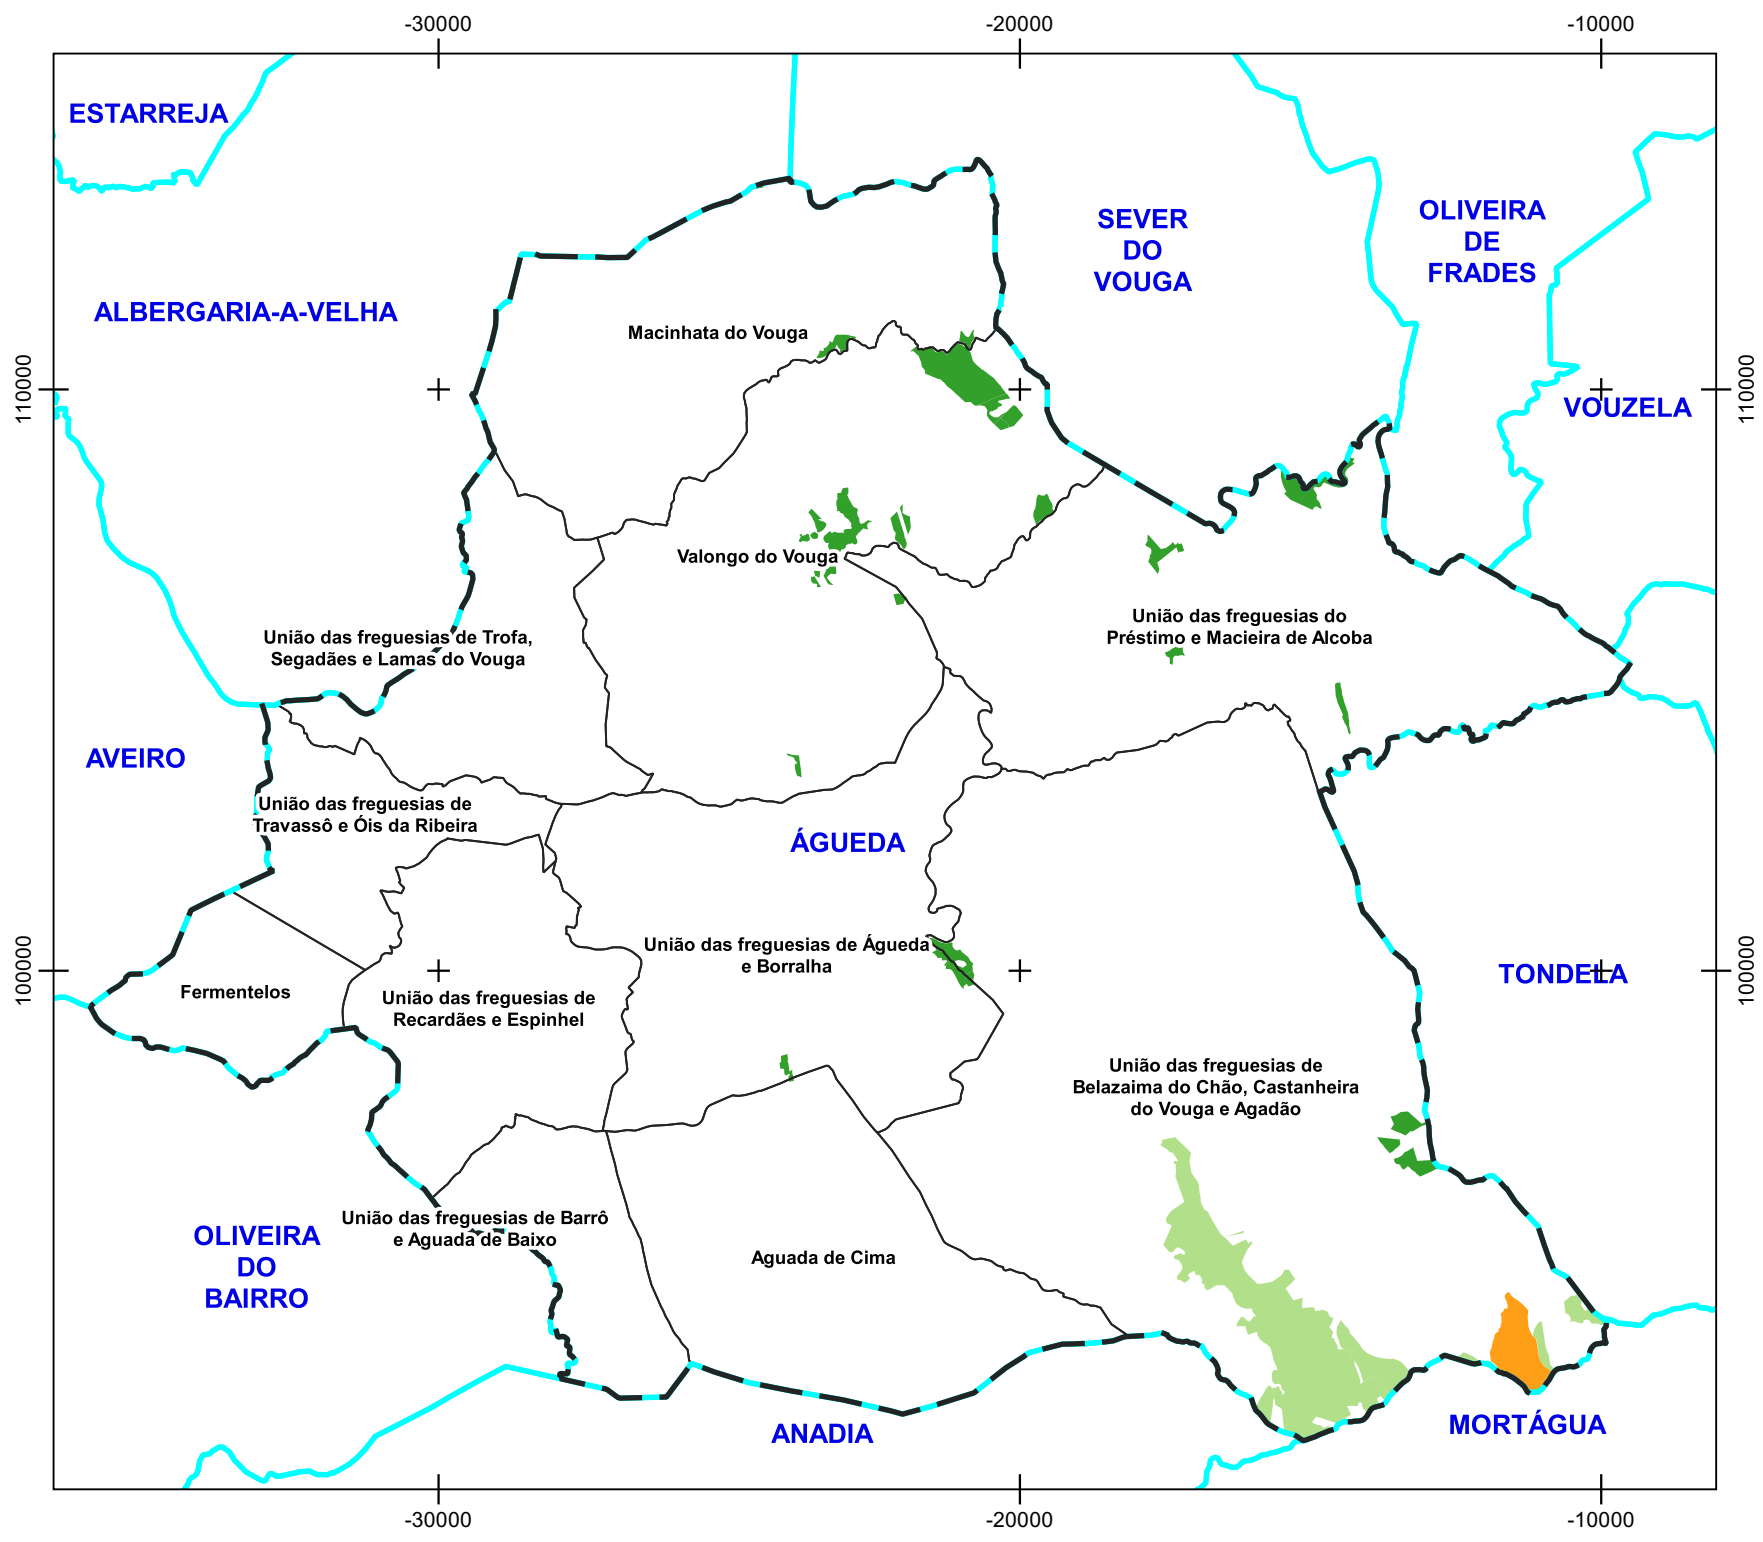 -30000
-20000
-10000
ESTARREJA
SEVER
DO
VOUGA
OLIVEIRA
DE
FRADES
ALBERGARIA-A-VELHA
Macinhata do Vouga
110000
110000
VOUZELA
Valongo do Vouga
União das freguesias do
Préstimo e Macieira de Alcoba
União das freguesias de Trofa,
Segadães e Lamas do Vouga
AVEIRO
União das freguesias de
Travassô e Óis da Ribeira
ÁGUEDA
União das freguesias de Águeda
e Borralha
100000
100000
TONDELA
Fermentelos
União das freguesias de
Recardães e Espinhel
União das freguesias de
Belazaima do Chão, Castanheira
do Vouga e Agadão
União das freguesias de Barrô
e Aguada de Baixo
OLIVEIRA
DO
BAIRRO
Aguada de Cima
ANADIA
MORTÁGUA
-30000
-20000
-10000